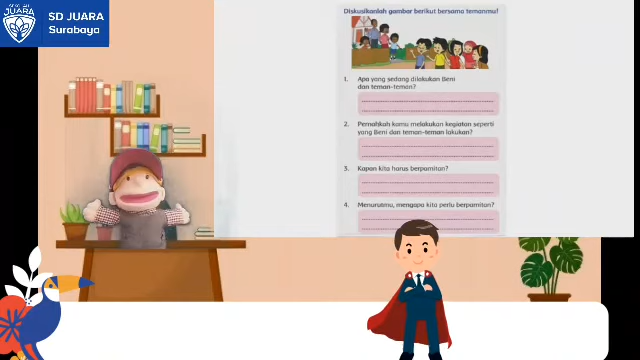 SEKOLAH
JUARA
SD JUARA
Surabaya
Diskusikanlah gambar berikut bersama temanmu!
1. Apa yang sedang dilakukan Beni
dan teman-teman?
2. Pernahkah kamu melakukan kegiatan seperti
yang Beni dan teman-teman lakukan?
3. Kapan kita harus berpamitan?
4. Menurutmu, mengapa kita perlu berpamitan?